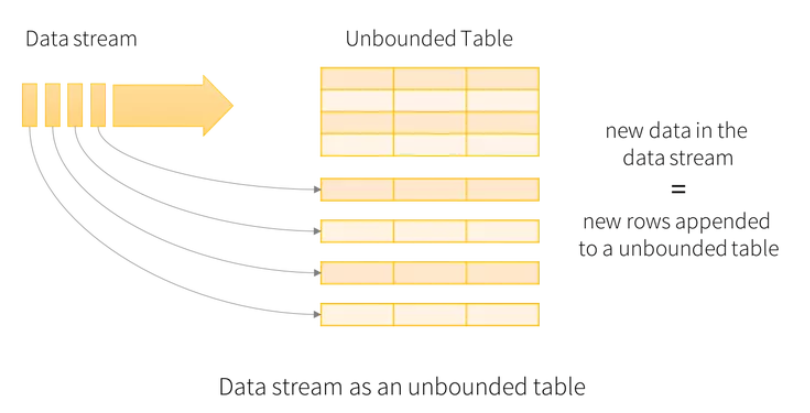 Data stream
Unbounded Table
new data in the
data stream
=
new rows appended
to a unbounded table
Data stream as an unbounded table